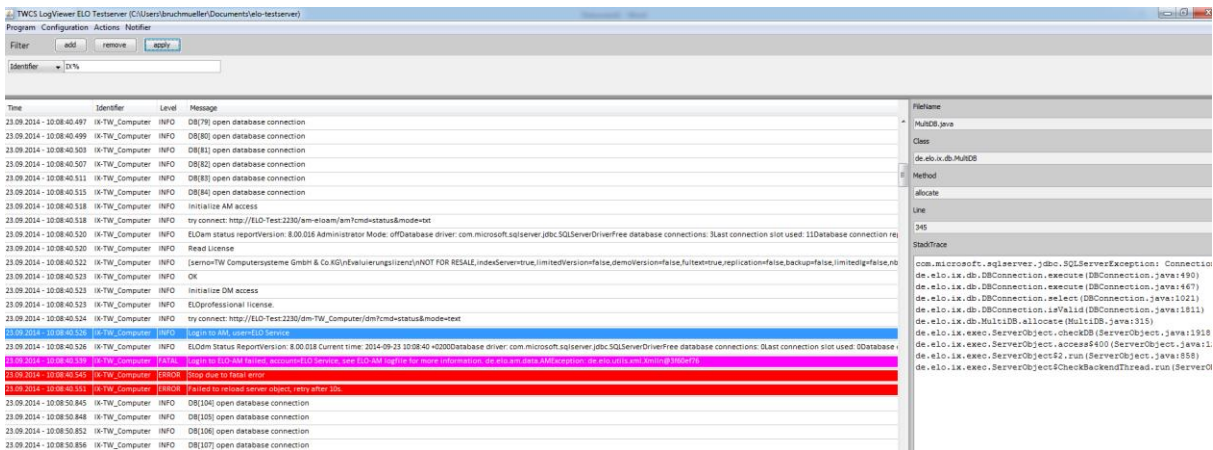 TWCS LogViewer ELO Testserver (C:\Users\bruchmueller\Documents\elo-testserver)
Program Configuration Actions Notifier
Filter add remove apply
Identifier IX%
Time Identifier Level Message
23.09.2014 - 10:08:40.497 IX-TW_Computer INFO DB[79] open database connection
23.09.2014 - 10:08:40.499 IX-TW_Computer INFO DB[80] open database connection
23.09.2014 - 10:08:40.503 IX-TW_Computer INFO DB[81] open database connection
23.09.2014 - 10:08:40.507 IX-TW_Computer INFO DB[82] open database connection
23.09.2014 - 10:08:40.511 IX-TW_Computer INFO DB[83] open database connection
23.09.2014 - 10:08:40.515 IX-TW_Computer INFO DB[84] open database connection
23.09.2014 - 10:08:40.518 IX-TW_Computer INFO Initialize AM access
23.09.2014 - 10:08:40.518 IX-TW_Computer INFO try connect: http://ELO-Test:2230/am-eloam/am?cmd=status&mode=txt
23.09.2014 - 10:08:40.520 IX-TW_Computer INFO ELOam status reportVersion: 8.00.016 Administrator Mode: offDatabase driver: com.microsoft.sqlserver.jdbc.SQLServerDriverFree database connections: 3Last connection slot used: 11Database connection re
23.09.2014 - 10:08:40.520 IX-TW_Computer INFO Read License
23.09.2014 - 10:08:40.522 IX-TW_Computer INFO [serno=TW Computersysteme GmbH & Co.KG\nEvaluierungslizenz\nNOT FOR RESALE,indexServer=true,limitedVersion=false,demoVersion=false,fultext=true,replication=false,backup=false,limitedig=false,nb
23.09.2014 - 10:08:40.523 IX-TW_Computer INFO OK
23.09.2014 - 10:08:40.523 IX-TW_Computer INFO Initialize DM access
23.09.2014 - 10:08:40.523 IX-TW_Computer INFO ELOprofessional license.
23.09.2014 - 10:08:40.524 IX-TW_Computer INFO try connect: http://ELO-Test:2230/dm-TW_Computer/dm?cmd=status&mode=text
23.09.2014 - 10:08:40.526 IX-TW_Computer INFO Login to AM, user=ELO Service
23.09.2014 - 10:08:40.526 IX-TW_Computer INFO ELOdm Status ReportVersion: 8.00.018 Current time: 2014-09-23 10:08:40 +0200Database driver: com.microsoft.sqlserver.jdbc.SQLServerDriverFree database connections: 0Last connection slot used: 0Database
23.09.2014 - 10:08:40.539 IX-TW_Computer FATAL Login to ELO-AM failed, account=ELO Service, see ELO-AM logfile for more information. de.elo.am.data.AMException: de.elo.utils.xml.XmlIn@3f60ef76
23.09.2014 - 10:08:40.545 IX-TW_Computer ERROR Stop due to fatal error
23.09.2014 - 10:08:40.551 IX-TW_Computer ERROR Failed to reload server object, retry after 10s.
23.09.2014 - 10:08:50.845 IX-TW_Computer INFO DB[104] open database connection
23.09.2014 - 10:08:50.848 IX-TW_Computer INFO DB[105] open database connection
23.09.2014 - 10:08:50.852 IX-TW_Computer INFO DB[106] open database connection
23.09.2014 - 10:08:50.856 IX-TW_Computer INFO DB[107] open database connection
FileName
MultiDB.java
Class
de.elo.ix.db.MultiDB
Method
allocate
Line
345
StackTrace
com.microsoft.sqlserver.jdbc.SQLServerException: Connection
de.elo.ix.db.DBConnection.execute(DBConnection.java:490)
de.elo.ix.db.DBConnection.execute(DBConnection.java:467)
de.elo.ix.db.DBConnection.select(DBConnection.java:1021)
de.elo.ix.db.DBConnection.isValid(DBConnection.java:1811)
de.elo.ix.db.MultiDB.allocate(MultiDB.java:315)
de.elo.ix.exec.ServerObject.checkDB(ServerObject.java:1918
de.elo.ix.exec.ServerObject.access$400(ServerObject.java:1
de.elo.ix.exec.ServerObject$2.run(ServerObject.java:858)
de.elo.ix.exec.ServerObject$CheckBackendThread.run(ServerO